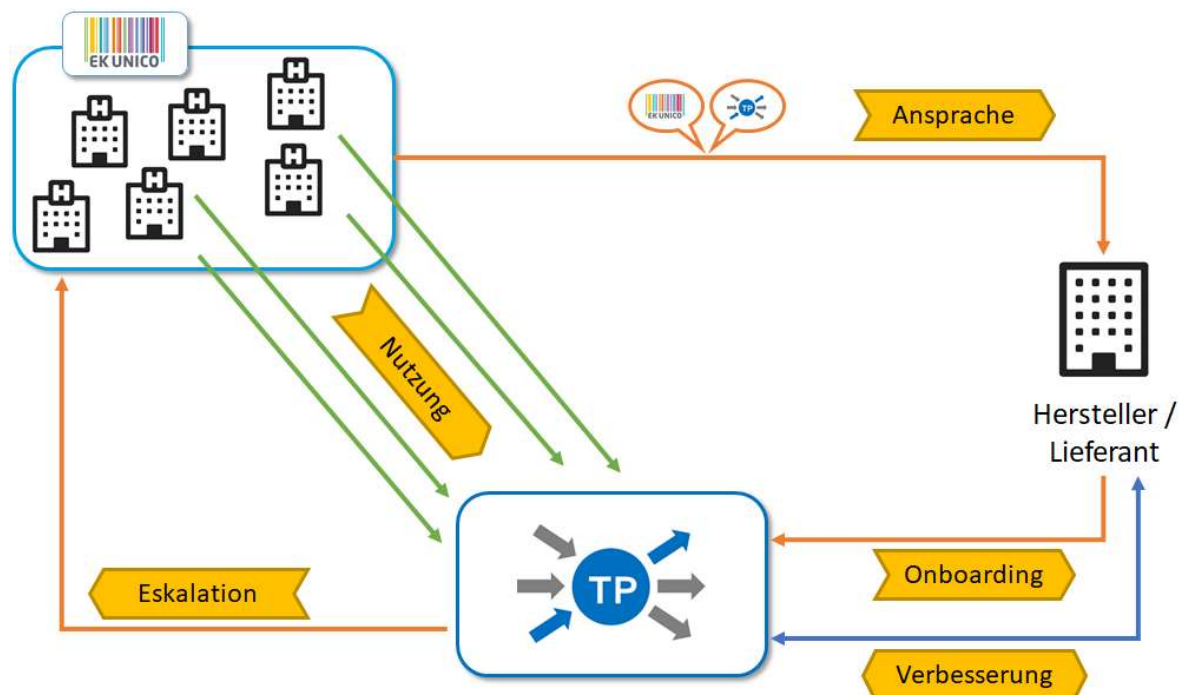 EK UNICO
H
H
H
H
H
H
EK UNICO
TP
Ansprache
Nutzung
Hersteller /
Lieferant
TP
Eskalation
Onboarding
Verbesserung